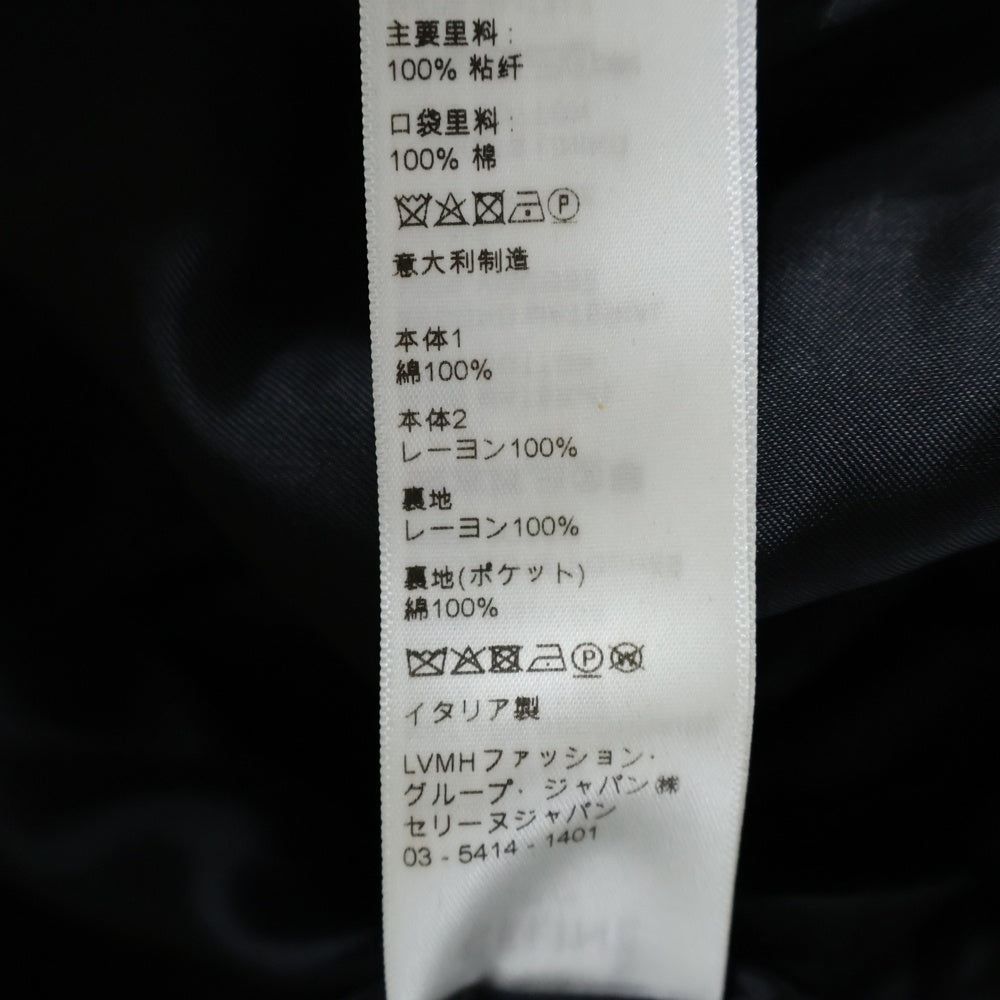 主要里料:
100% 粘纤
口袋里料:
100% 棉
意大利制造
本体1
綿100%
本体2
レーヨン100%
裏地
レーヨン100%
裏地(ポケット)
綿100%
イタリア製
LVMHファッション・
グループ・ジャパン㈱
セリーヌジャパン
03 - 5414 - 1401